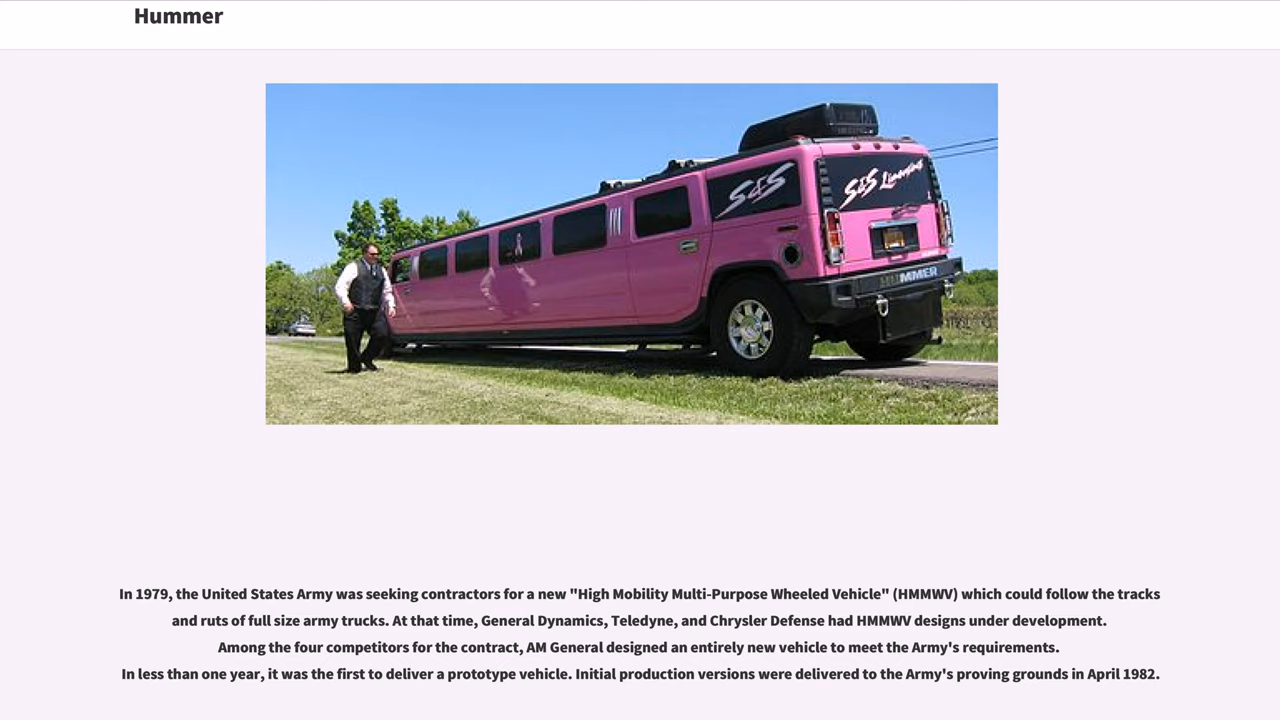 Hummer
S&S
S&S Limousine
HUMMER
In 1979, the United States Army was seeking contractors for a new "High Mobility Multi-Purpose Wheeled Vehicle" (HMMWV) which could follow the tracks
and ruts of full size army trucks. At that time, General Dynamics, Teledyne, and Chrysler Defense had HMMWV designs under development.
Among the four competitors for the contract, AM General designed an entirely new vehicle to meet the Army's requirements.
In less than one year, it was the first to deliver a prototype vehicle. Initial production versions were delivered to the Army's proving grounds in April 1982.